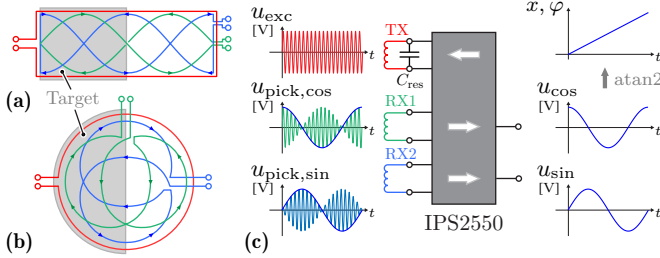 (a)
Target
(b)
(c)
u_exc
[V]
t
u_pick,cos
[V]
t
u_pick,sin
[V]
t
TX
C_res
RX1
RX2
IPS2550
x, φ
t
atan2
u_cos
[V]
t
u_sin
[V]
t